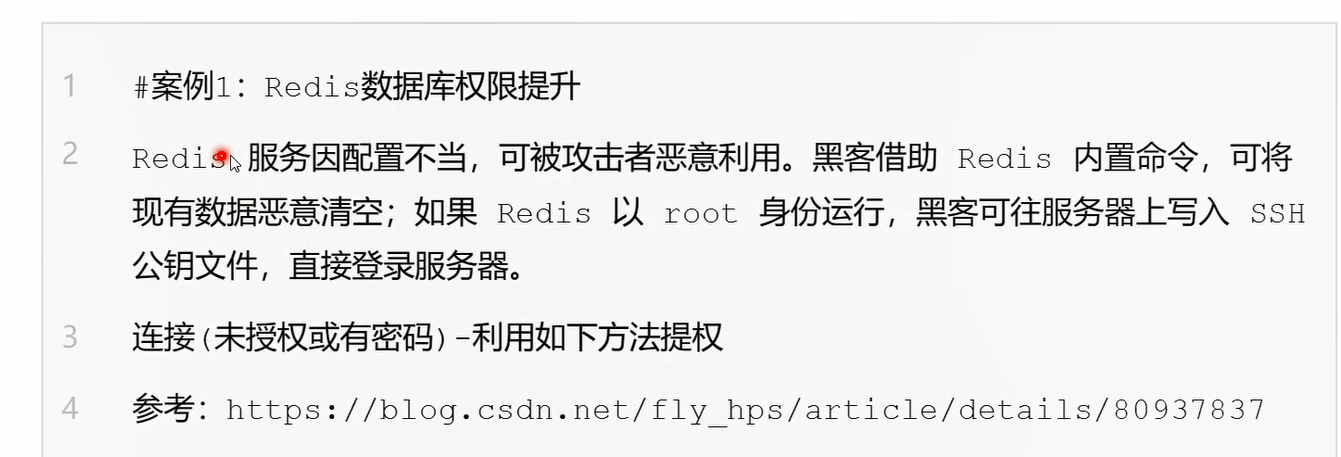 1 #案例1：Redis数据库权限提升
2 Redis 服务因配置不当，可被攻击者恶意利用。黑客借助 Redis 内置命令，可将
现有数据恶意清空；如果 Redis 以 root 身份运行，黑客可往服务器上写入 SSH
公钥文件，直接登录服务器。
3 连接(未授权或有密码)-利用如下方法提权
4 参考：https://blog.csdn.net/fly_hps/article/details/80937837